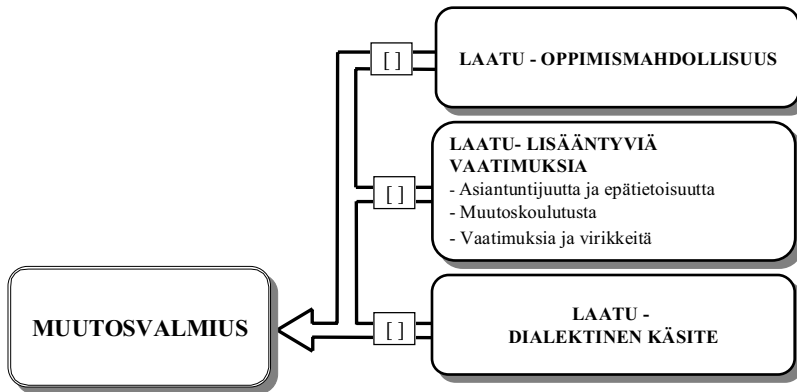 [ ]
LAATU - OPPIMISMAHDOLLISUUS
[ ]
LAATU- LISÄÄNTYVIÄ
VAATIMUKSIA
- Asiantuntijuutta ja epätietoisuutta
- Muutoskoulutusta
- Vaatimuksia ja virikkeitä
MUUTOSVALMIUS
[ ]
LAATU -
DIALEKTINEN KÄSITE